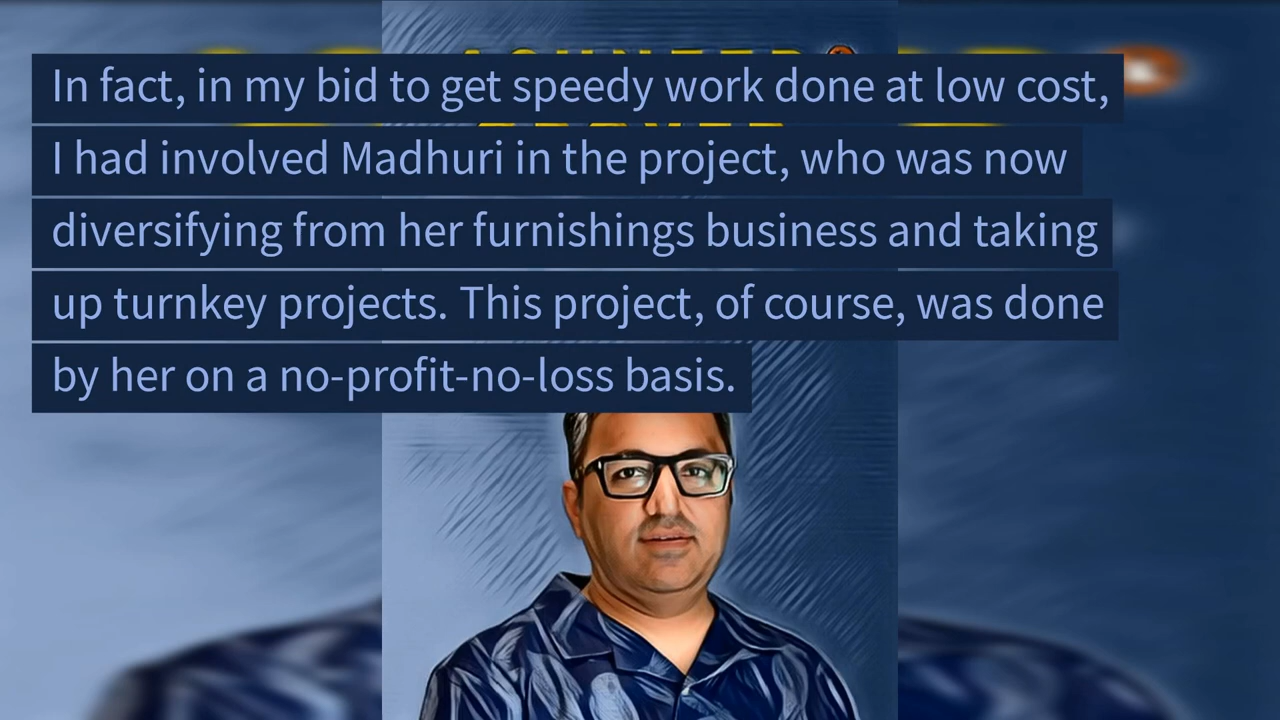 In fact, in my bid to get speedy work done at low cost,
I had involved Madhuri in the project, who was now
diversifying from her furnishings business and taking
up turnkey projects. This project, of course, was done
by her on a no-profit-no-loss basis.